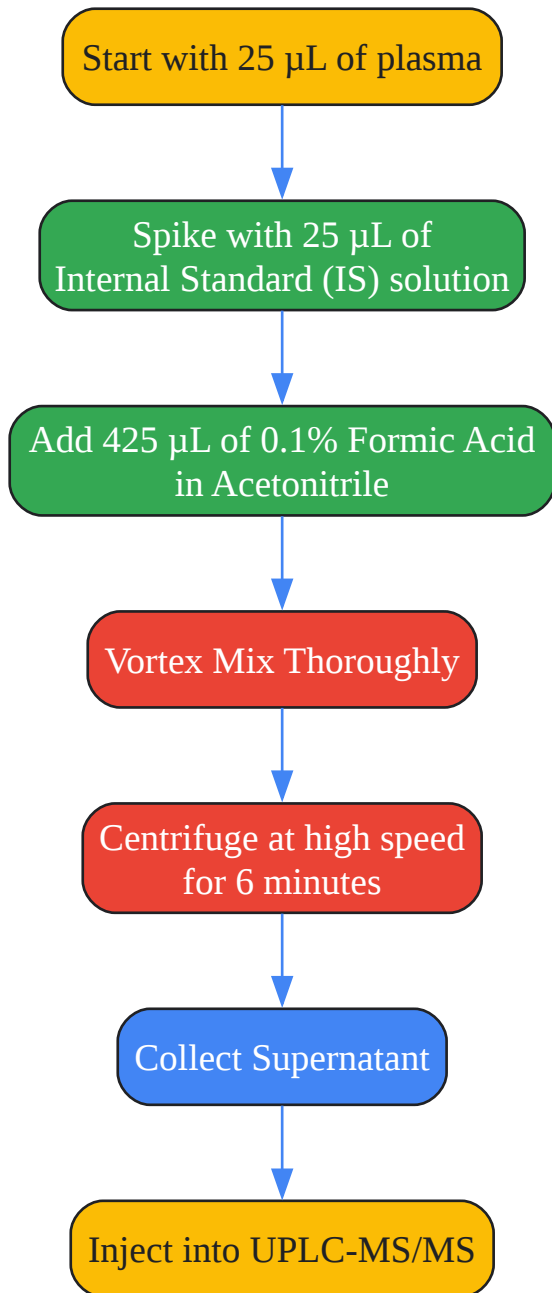 Start with 25 µL of plasma
Spike with 25 µL of
Internal Standard (IS) solution
Add 425 µL of 0.1% Formic Acid
in Acetonitrile
Vortex Mix Thoroughly
Centrifuge at high speed
for 6 minutes
Collect Supernatant
Inject into UPLC-MS/MS